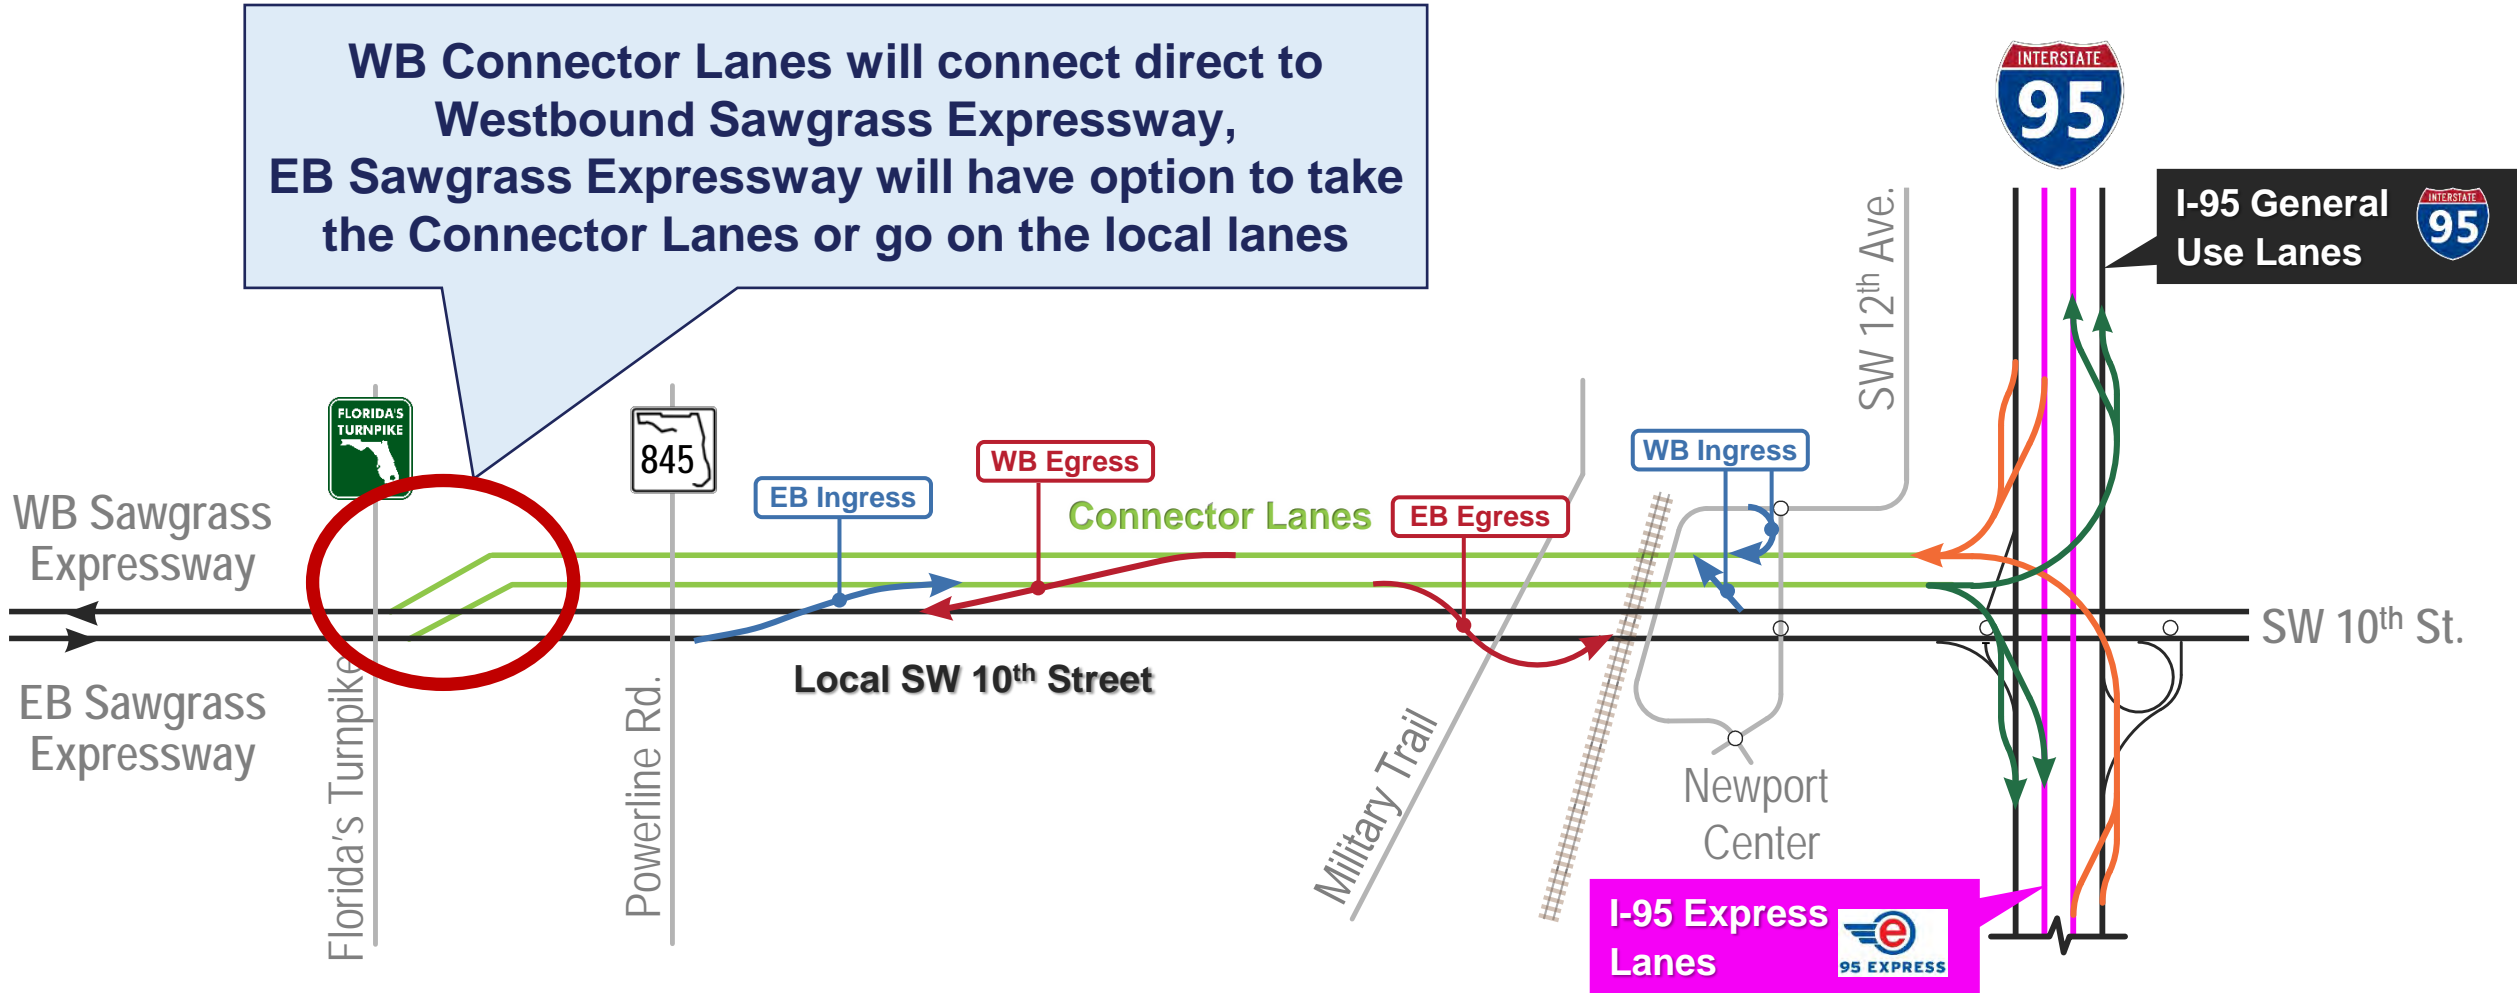 WB Connector Lanes will connect direct to
Westbound Sawgrass Expressway,
EB Sawgrass Expressway will have option to take
the Connector Lanes or go on the local lanes
INTERSTATE
95
I-95 General
Use Lanes
INTERSTATE
95
SW 12th Ave.
FLORIDA'S
TURNPIKE
845
WB Egress
WB Ingress
EB Ingress
EB Egress
Connector Lanes
WB Sawgrass
Expressway
SW 10th St.
Local SW 10th Street
EB Sawgrass
Expressway
Florida's Turnpike
Powerline Rd.
Military Trail
Newport
Center
I-95 Express
Lanes
e
95 EXPRESS